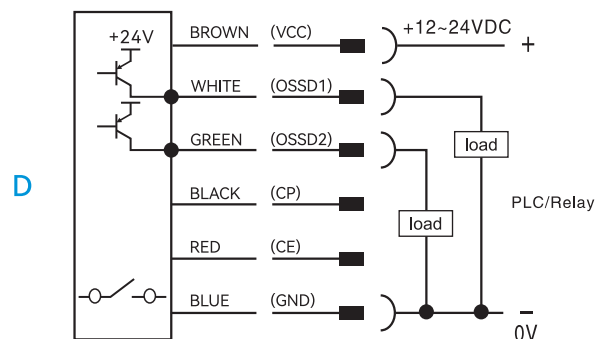 +24V BROWN (VCC) +12~24VDC +
WHITE (OSSD1)
load
GREEN (OSSD2)
D BLACK (CP) load PLC/Relay
RED (CE)
BLUE (GND) −
0V